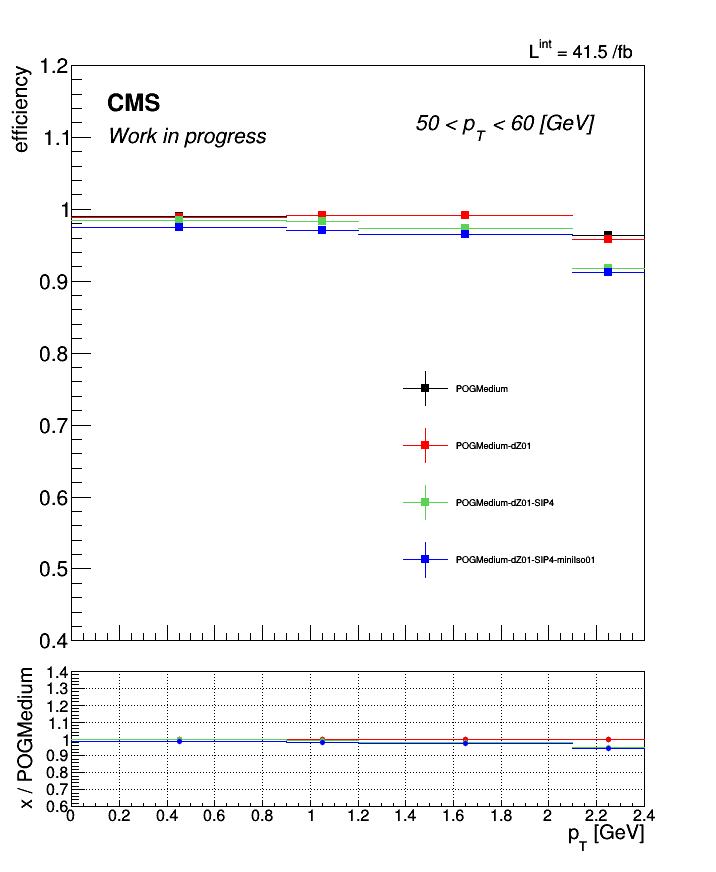 L^int = 41.5 /fb
efficiency
CMS
Work in progress
50 < p_T < 60 [GeV]
1.2
1.1
1
0.9
0.8
0.7
0.6
0.5
0.4
POGMedium
POGMedium-dZ01
POGMedium-dZ01-SIP4
POGMedium-dZ01-SIP4-miniIso01
x / POGMedium
1.4
1.3
1.2
1.1
1
0.9
0.8
0.7
0.6
0 0.2 0.4 0.6 0.8 1 1.2 1.4 1.6 1.8 2 2.2 2.4
p_T [GeV]